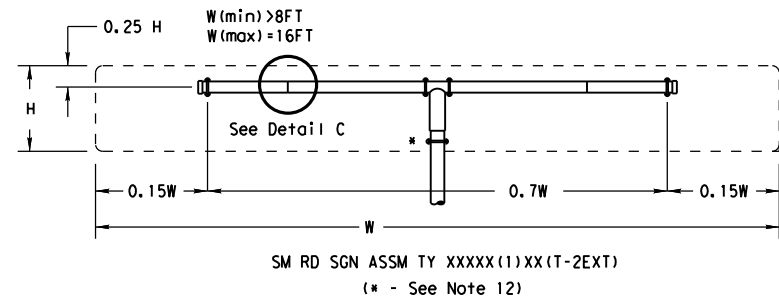 0.25 H
W(min)>8FT
W(max)=16FT
H
See Detail C
*
0.15W
0.7W
0.15W
W
SM RD SGN ASSM TY XXXXX(1)XX(T-2EXT)
(* - See Note 12)